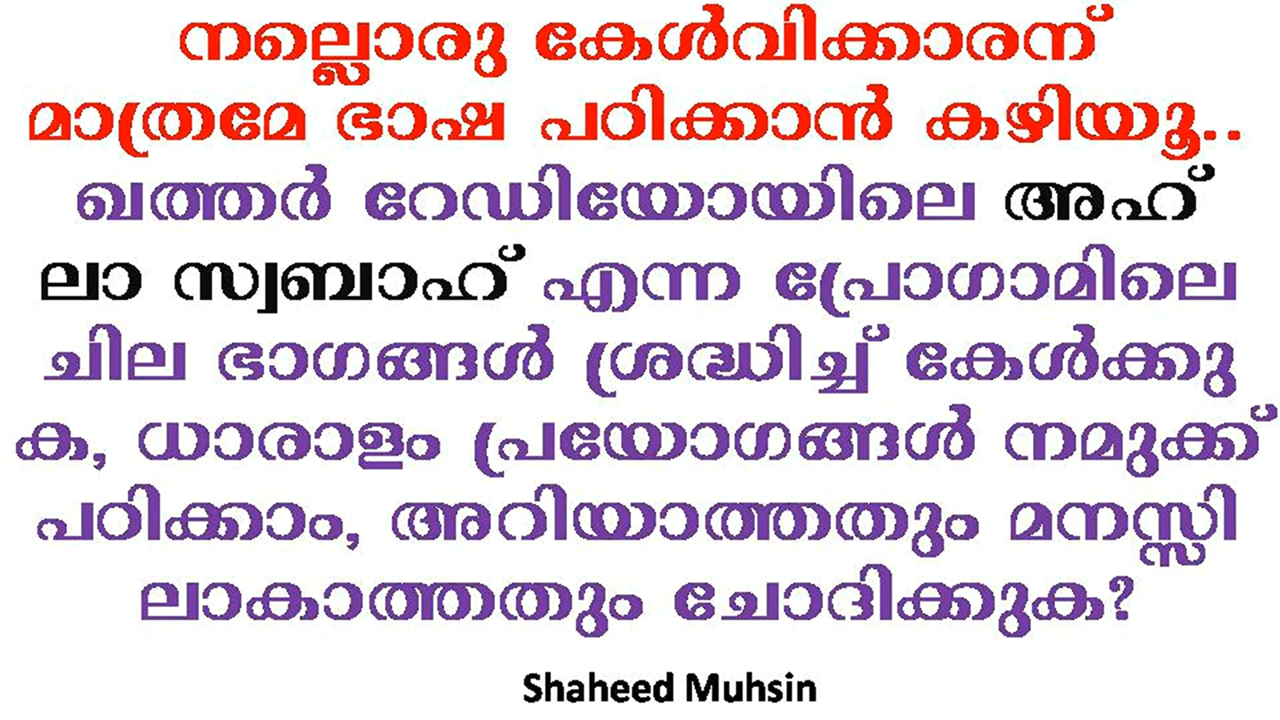 നല്ലൊരു കേൾവിക്കാരന്
മാത്രമേ ഭാഷ പഠിക്കാൻ കഴിയൂ..
ഖത്തർ റേഡിയോയിലെ അഹ്
ലാ സ്വബാഹ് എന്ന പ്രോഗാമിലെ
ചില ഭാഗങ്ങൾ ശ്രദ്ധിച്ച് കേൾക്കു
ക, ധാരാളം പ്രയോഗങ്ങൾ നമുക്ക്
പഠിക്കാം, അറിയാത്തതും മനസ്സി
ലാകാത്തതും ചോദിക്കുക?
Shaheed Muhsin